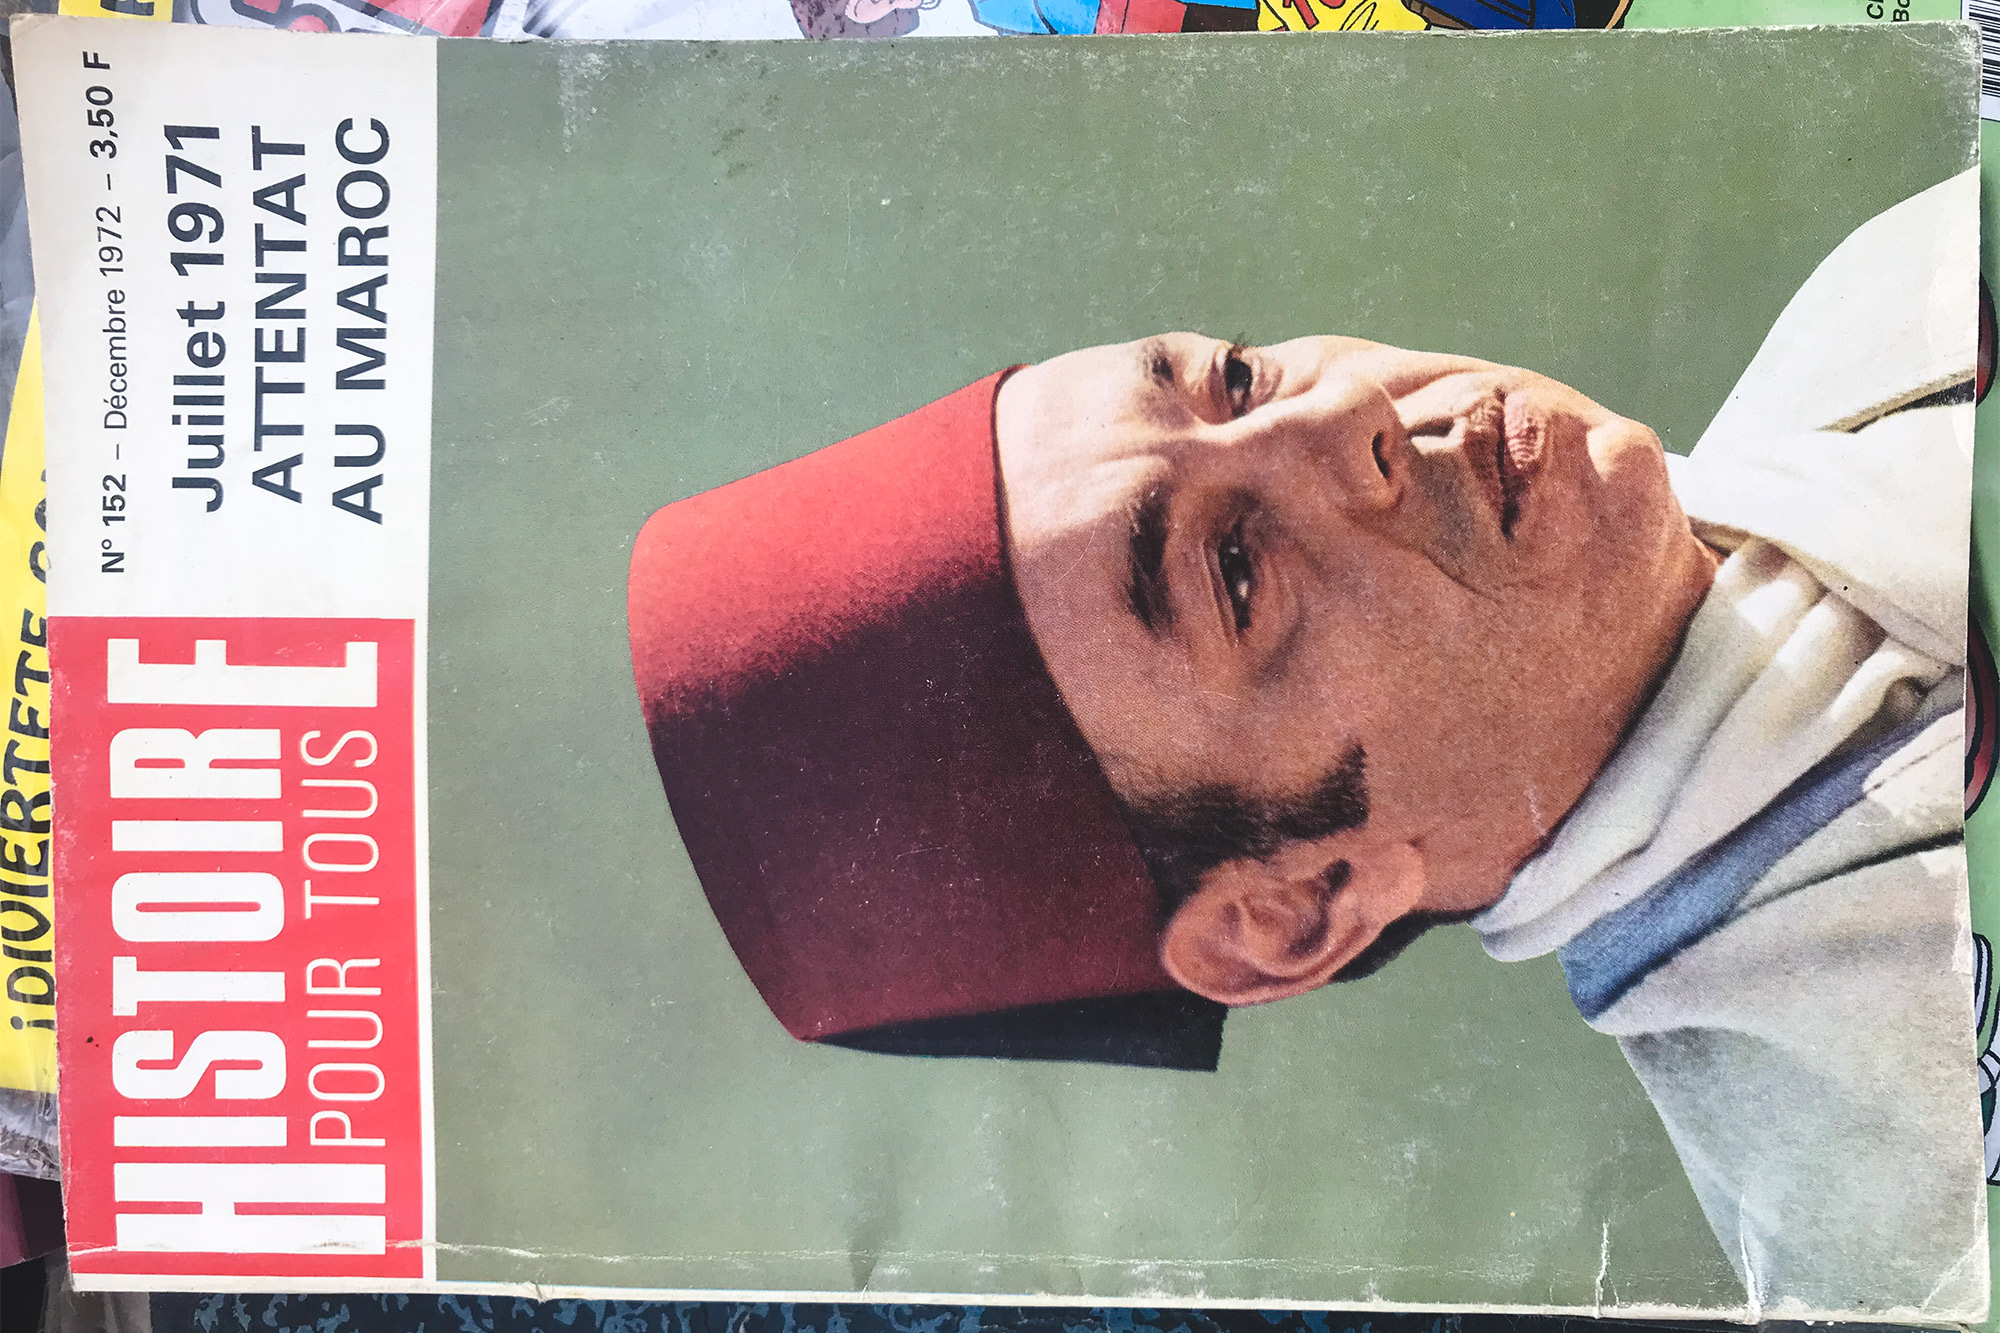 HISTOIRE
POUR TOUS
N° 152 – Décembre 1972 – 3,50 F
Juillet 1971
ATTENTAT
AU MAROC
¡DIVIERTETE